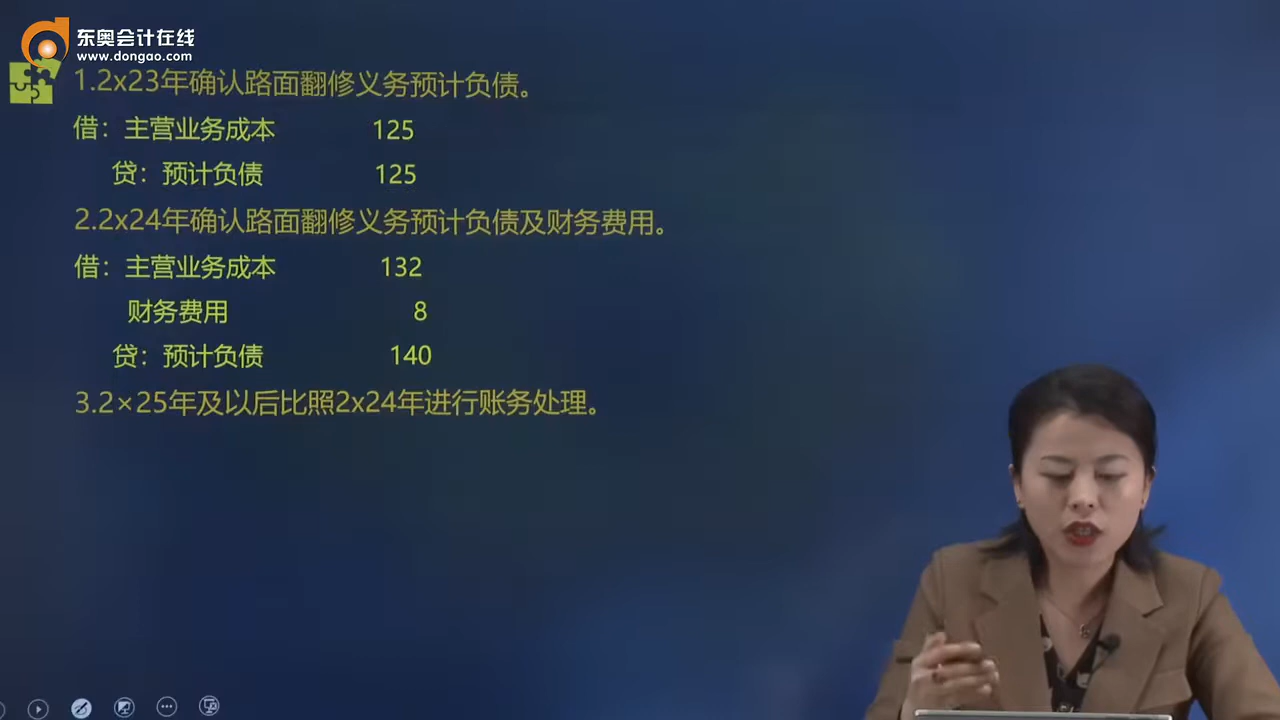 东奥会计在线
www.dongao.com
1.2x23年确认路面翻修义务预计负债。
借：主营业务成本 125
贷：预计负债 125
2.2x24年确认路面翻修义务预计负债及财务费用。
借：主营业务成本 132
财务费用 8
贷：预计负债 140
3.2×25年及以后比照2x24年进行账务处理。